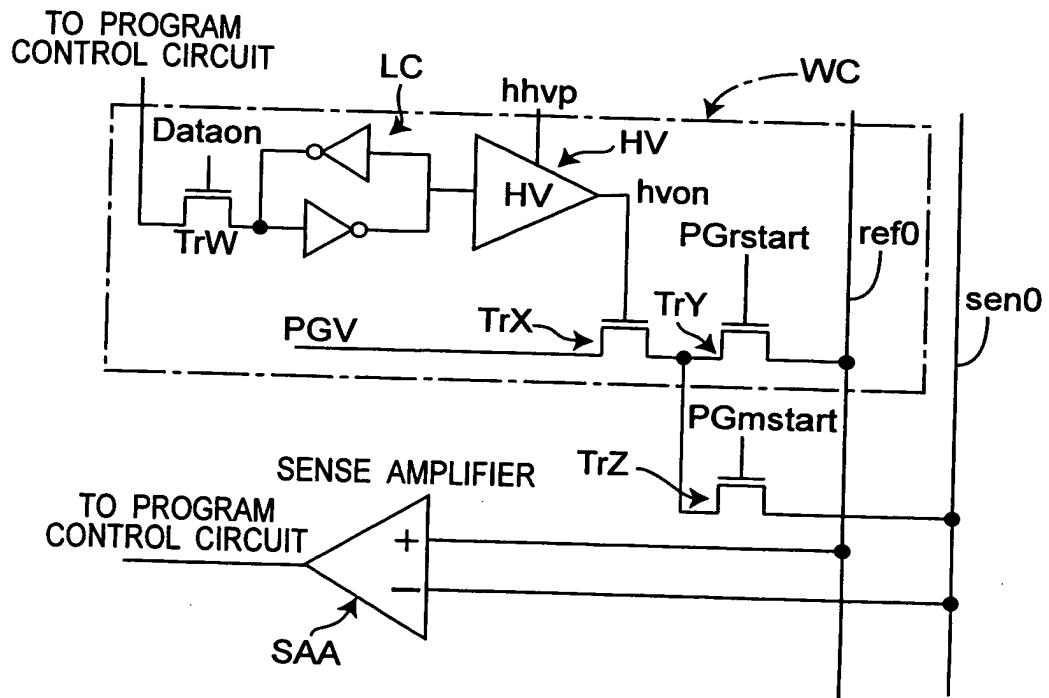 TO PROGRAM
CONTROL CIRCUIT
LC
hhvp
WC
Dataon
HV
HV
hvon
TrW
PGrstart
ref0
sen0
PGV
TrX
TrY
PGmstart
TrZ
SENSE AMPLIFIER
TO PROGRAM
CONTROL CIRCUIT
+
−
SAA